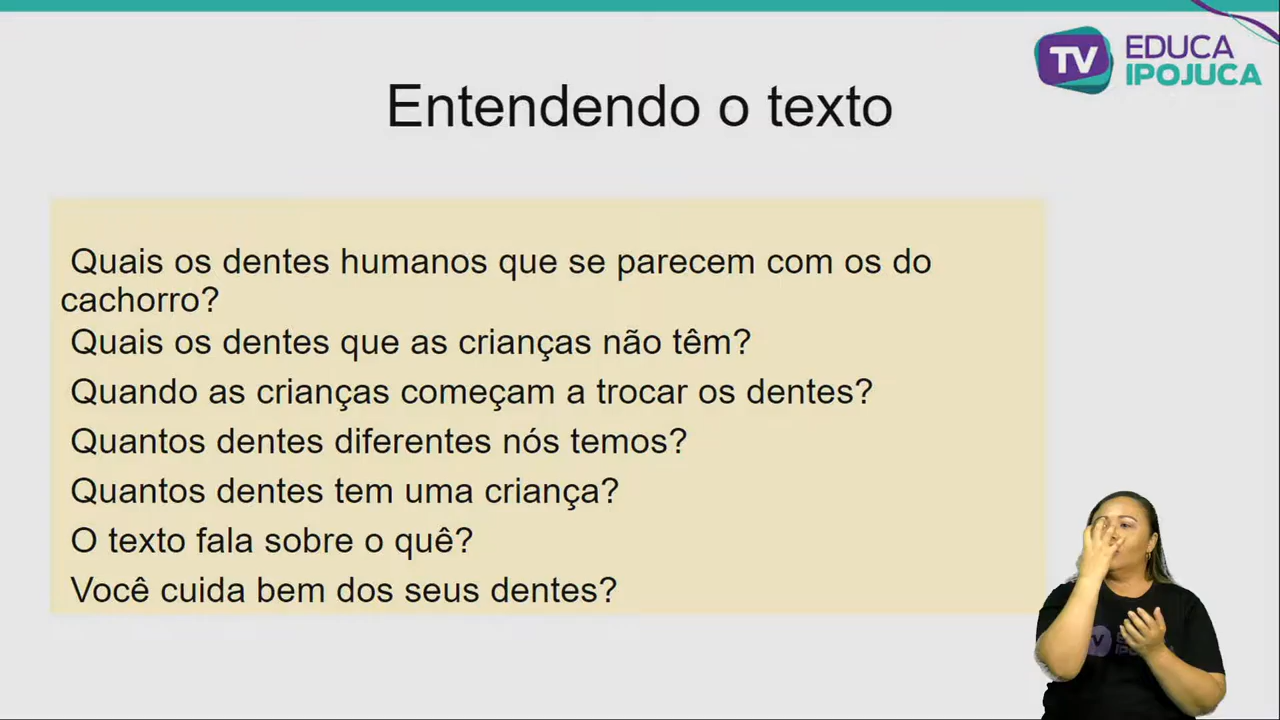 TV EDUCA
IPOJUCA
Entendendo o texto
Quais os dentes humanos que se parecem com os do
cachorro?
Quais os dentes que as crianças não têm?
Quando as crianças começam a trocar os dentes?
Quantos dentes diferentes nós temos?
Quantos dentes tem uma criança?
O texto fala sobre o quê?
Você cuida bem dos seus dentes?